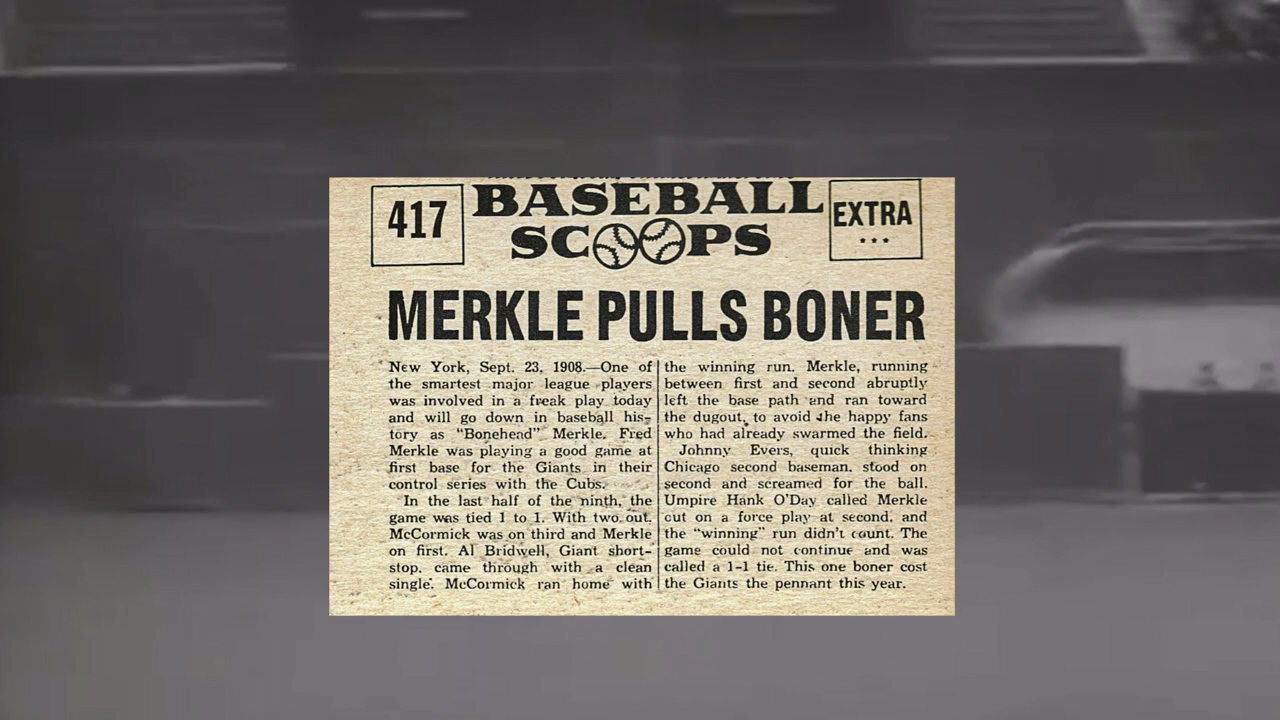 417
BASEBALL
SCOOPS
EXTRA
...
MERKLE PULLS BONER
New York, Sept. 23, 1908.—One of
the smartest major league players
was involved in a freak play today
and will go down in baseball his-
tory as "Bonehead" Merkle. Fred
Merkle was playing a good game at
first base for the Giants in their
control series with the Cubs.
In the last half of the ninth, the
game was tied 1 to 1. With two out,
McCormick was on third and Merkle
on first. Al Bridwell, Giant short-
stop, came through with a clean
single. McCormick ran home with
the winning run. Merkle, running
between first and second abruptly
left the base path and ran toward
the dugout, to avoid the happy fans
who had already swarmed the field.
Johnny Evers, quick thinking
Chicago second baseman, stood on
second and screamed for the ball.
Umpire Hank O'Day called Merkle
out on a force play at second, and
the "winning" run didn't count. The
game could not continue and was
called a 1-1 tie. This one boner cost
the Giants the pennant this year.